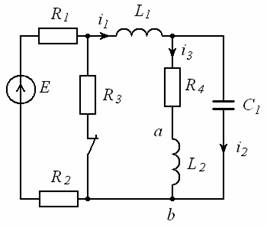 R₁ i₁ L₁
i₃
E R₃ R₄ C₁
a
i₂
R₂ L₂
b